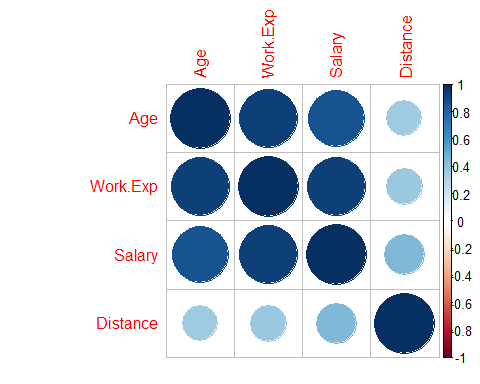 Age
Work.Exp
Salary
Distance
Age
Work.Exp
Salary
Distance
1
0.8
0.6
0.4
0.2
0
-0.2
-0.4
-0.6
-0.8
-1